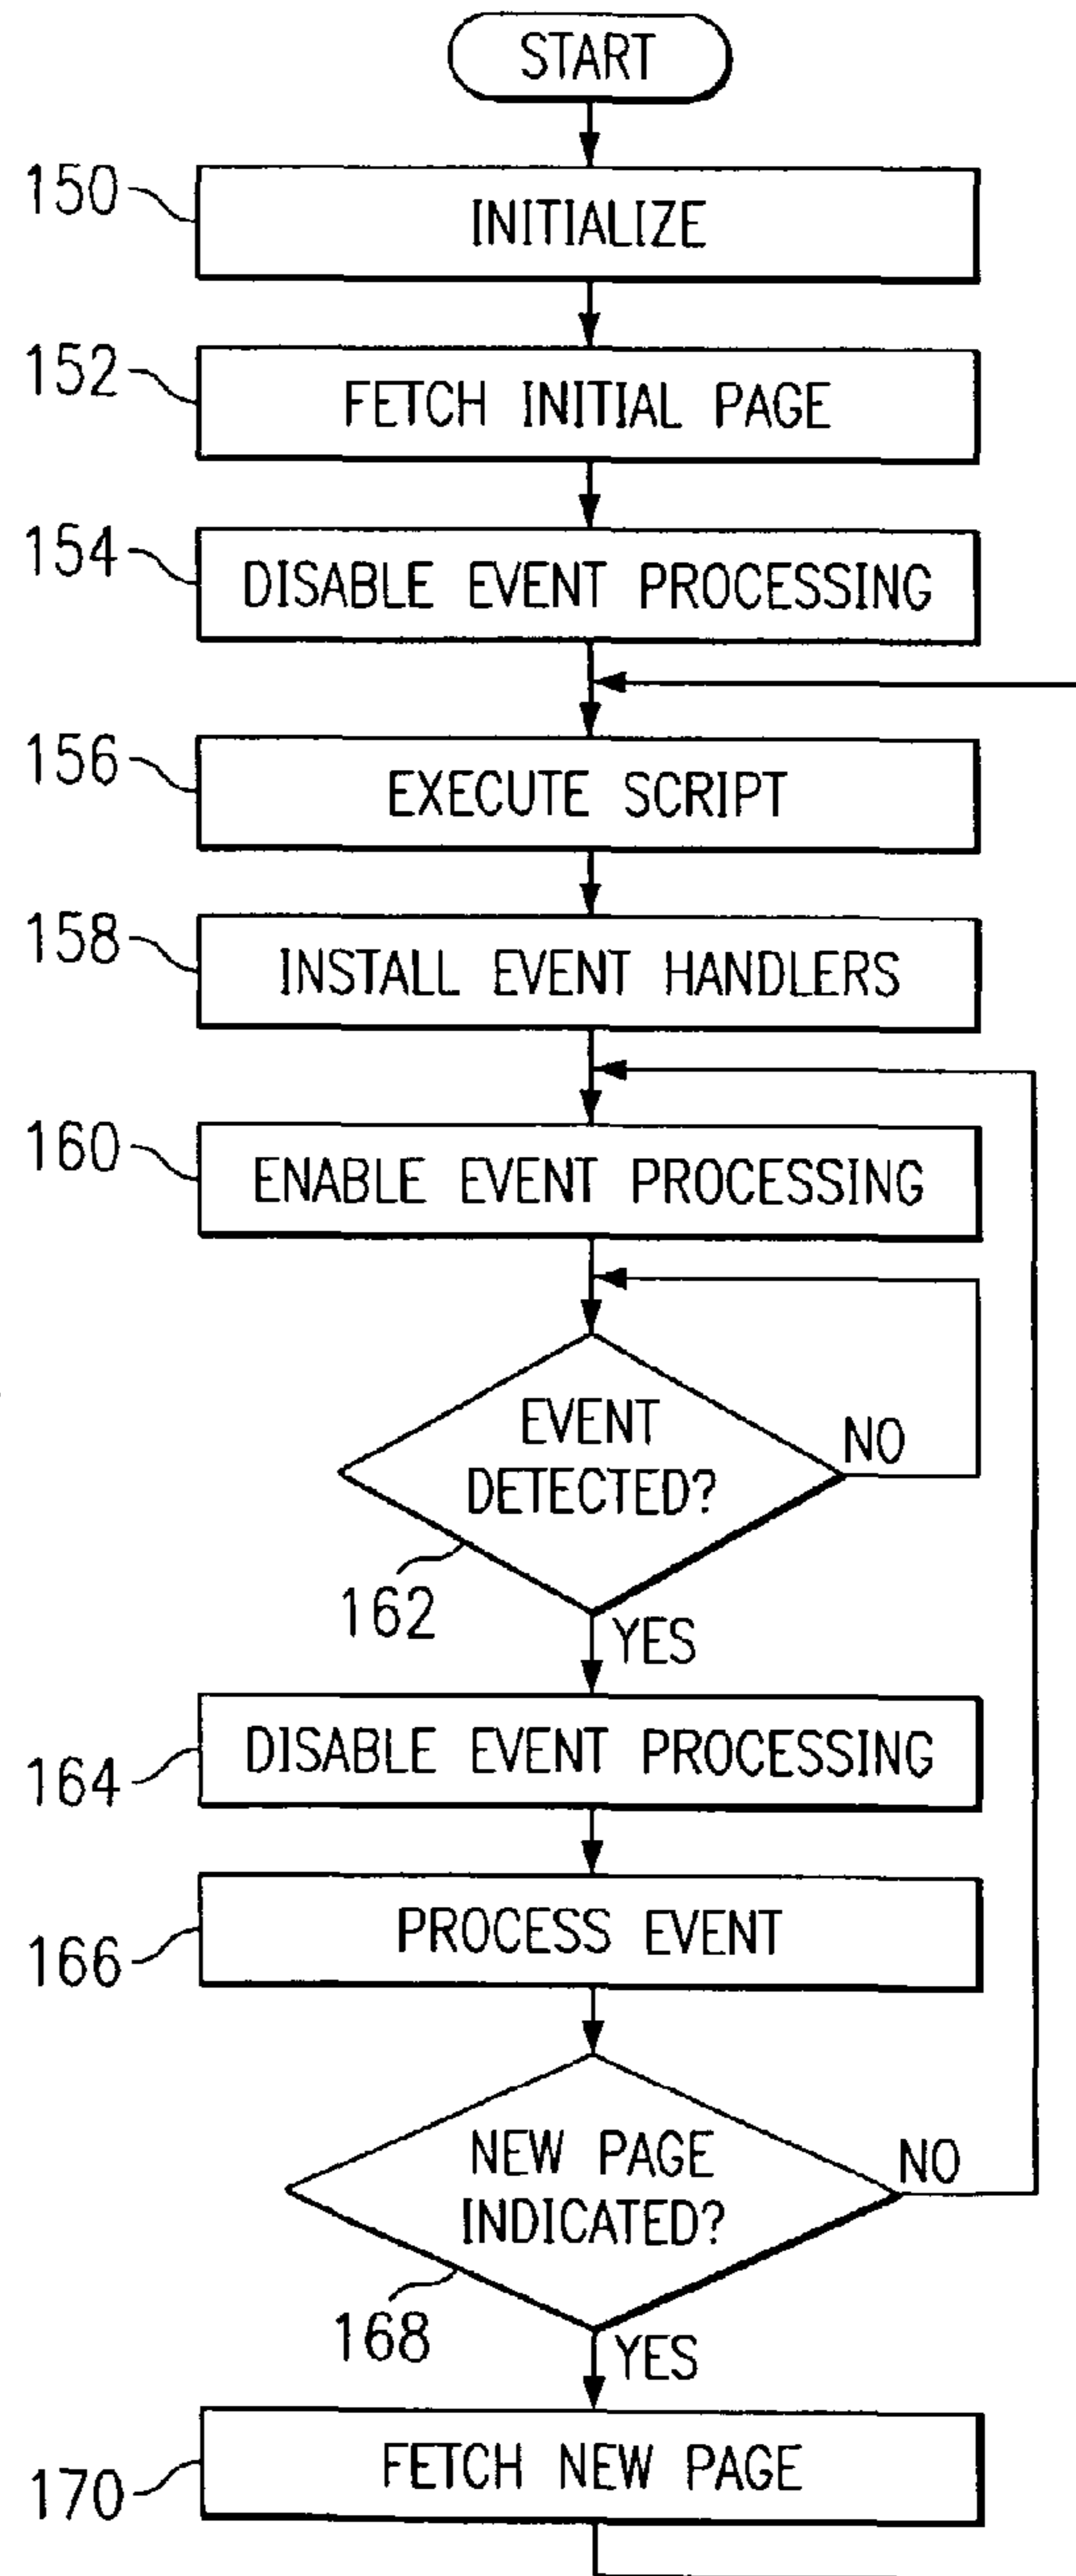 START
150
INITIALIZE
152
FETCH INITIAL PAGE
154
DISABLE EVENT PROCESSING
156
EXECUTE SCRIPT
158
INSTALL EVENT HANDLERS
160
ENABLE EVENT PROCESSING
EVENT
DETECTED?
NO
162
YES
164
DISABLE EVENT PROCESSING
166
PROCESS EVENT
NEW PAGE
INDICATED?
NO
168
YES
170
FETCH NEW PAGE